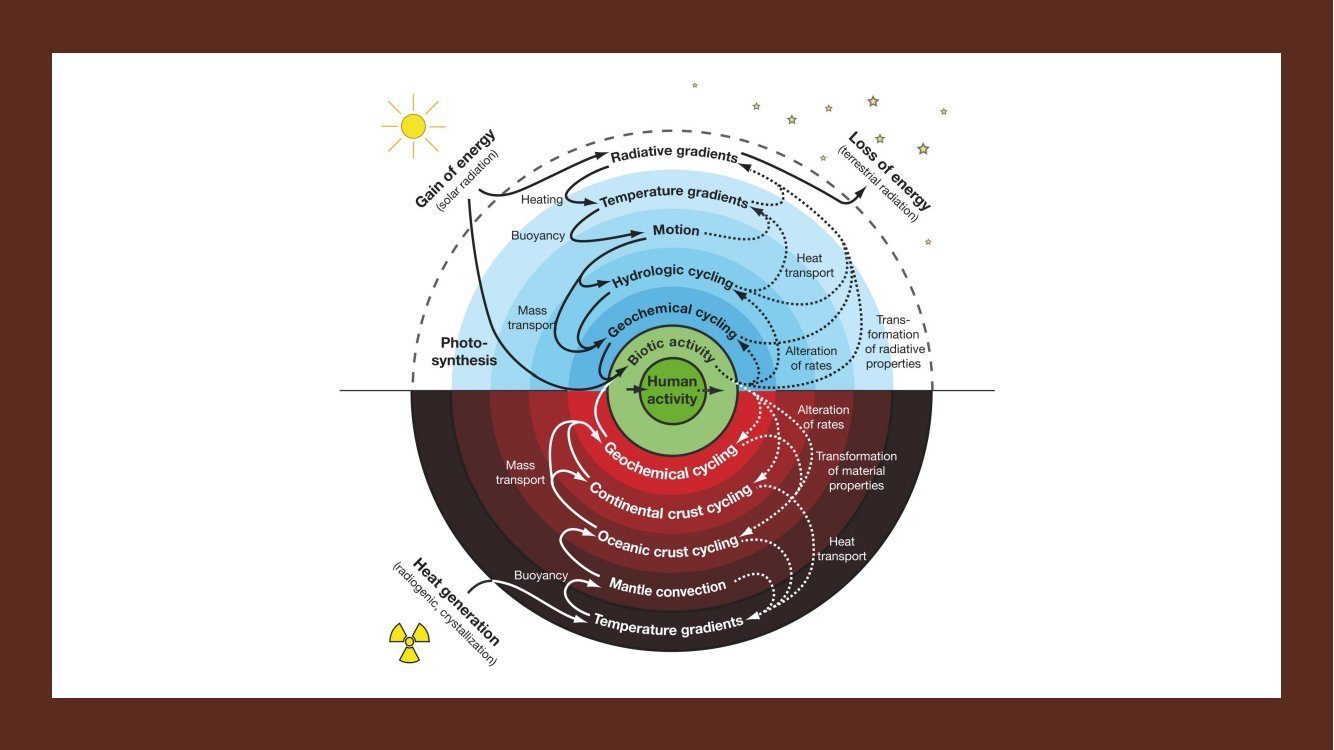 Gain of energy
(solar radiation)
Loss of energy
(terrestrial radiation)
Radiative gradients
Heating
Temperature gradients
Buoyancy
Motion
Hydrologic cycling
Heat
transport
Mass
transport
Geochemical cycling
Trans-
formation
of radiative
properties
Photo-
synthesis
Biotic activity
Alteration
of rates
Human
activity
Alteration
of rates
Geochemical cycling
Mass
transport
Transformation
of material
properties
Continental crust cycling
Oceanic crust cycling
Heat
transport
Buoyancy
Mantle convection
Heat generation
(radiogenic, crystallization)
Temperature gradients